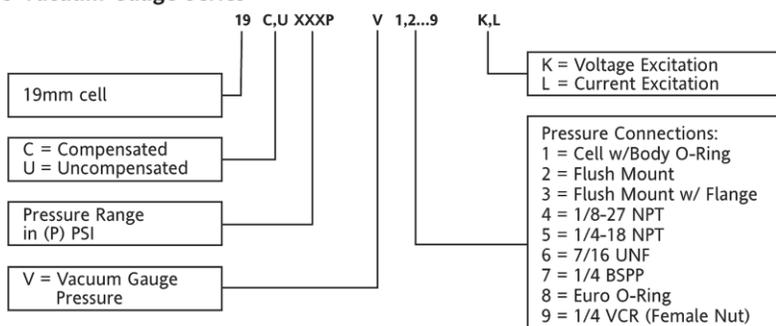 19 C,U XXXP V 1,2...9 K,L
19mm cell
C = Compensated
U = Uncompensated
Pressure Range
in (P) PSI
V = Vacuum Gauge
Pressure
K = Voltage Excitation
L = Current Excitation
Pressure Connections:
1 = Cell w/Body O-Ring
2 = Flush Mount
3 = Flush Mount w/ Flange
4 = 1/8-27 NPT
5 = 1/4-18 NPT
6 = 7/16 UNF
7 = 1/4 BSPP
8 = Euro O-Ring
9 = 1/4 VCR (Female Nut)